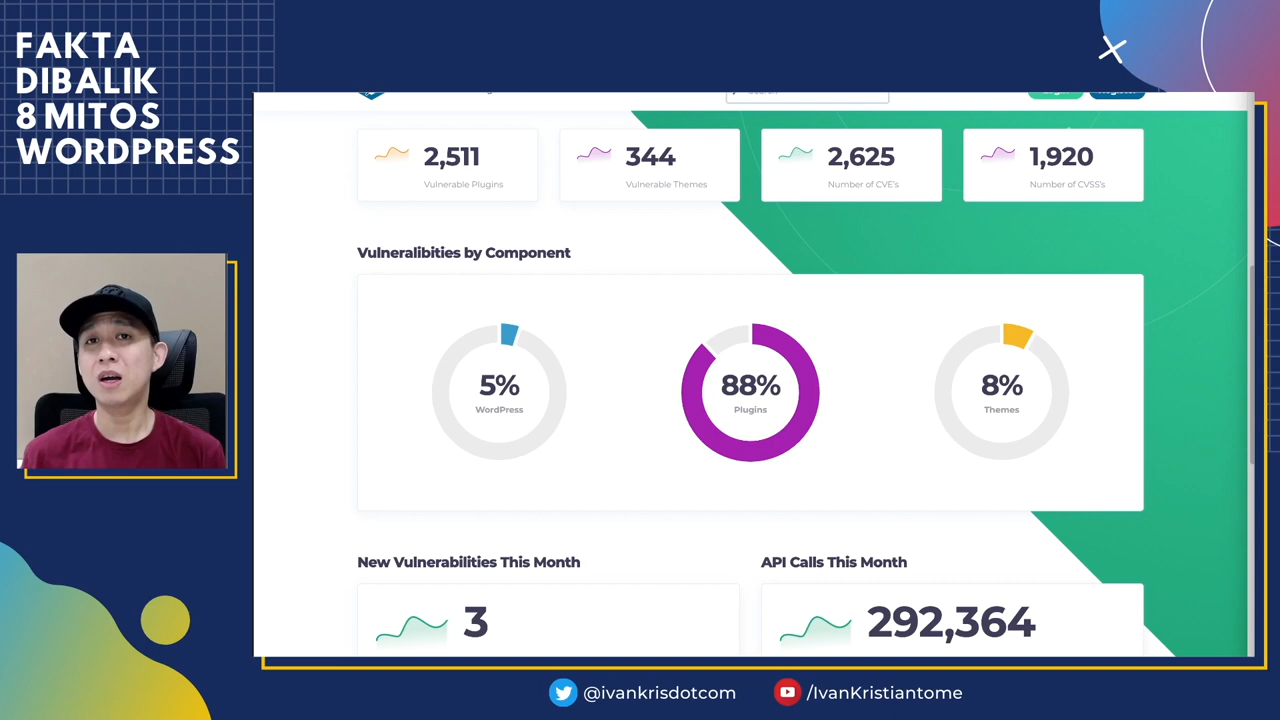 FAKTA
DIBALIK
8 MITOS
WORDPRESS
2,511
Vulnerable Plugins
344
Vulnerable Themes
2,625
Number of CVE's
1,920
Number of CVSS's
Vulneralibities by Component
5%
WordPress
88%
Plugins
8%
Themes
New Vulnerabilities This Month
3
API Calls This Month
292,364
@ivankrisdotcom
/IvanKristiantome